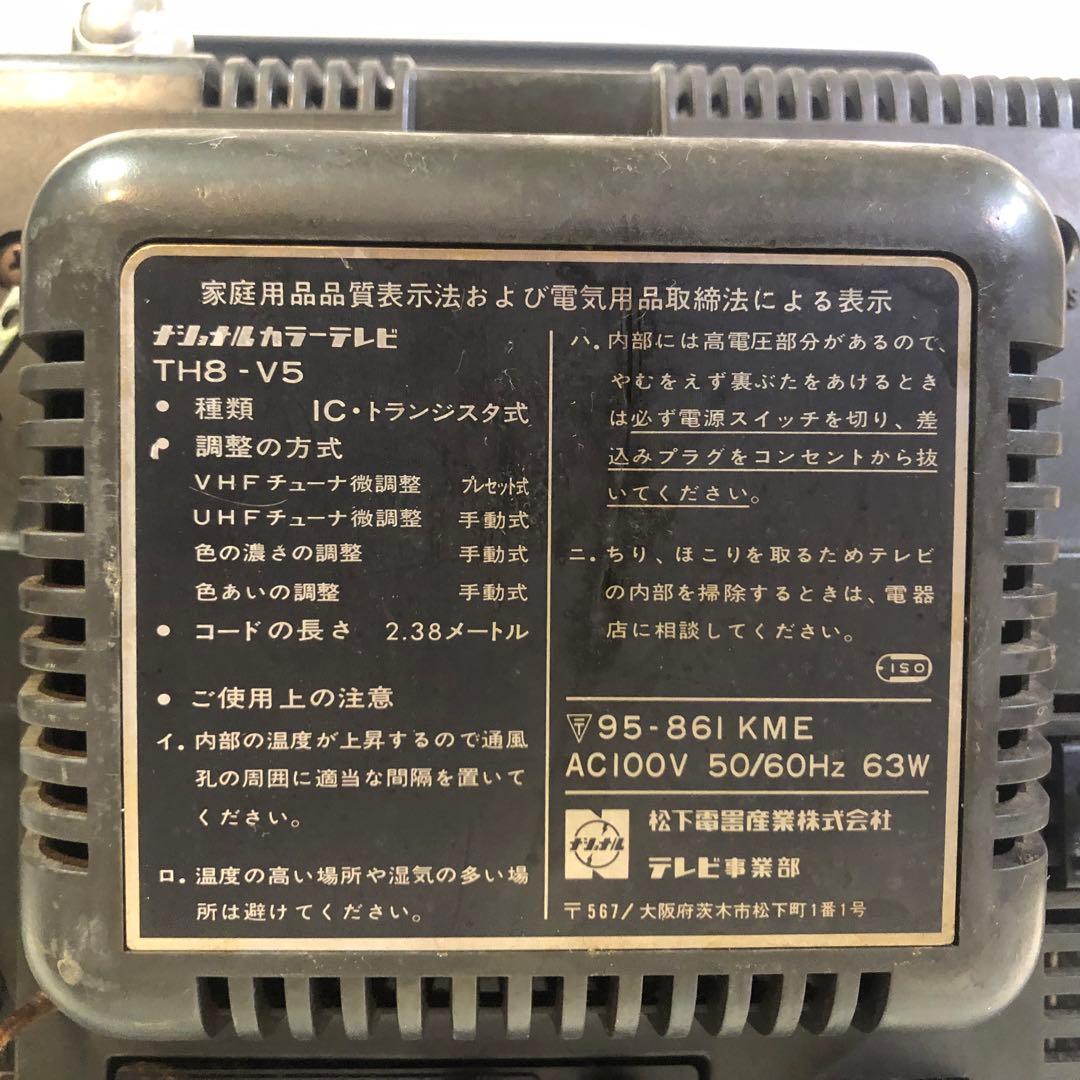 家庭用品品質表示法および電気用品取締法による表示
ナショナルカラーテレビ
TH8-V5
• 種類 IC・トランジスタ式
• 調整の方式
VHFチューナ微調整 プレセット式
UHFチューナ微調整 手動式
色の濃さの調整 手動式
色あいの調整 手動式
• コードの長さ 2.38メートル
• ご使用上の注意
イ. 内部の温度が上昇するので通風
孔の周囲に適当な間隔を置いて
ください。
ロ. 温度の高い場所や湿気の多い場
所は避けてください。
ハ. 内部には高電圧部分があるので、
やむをえず裏ぶたをあけるとき
は必ず電源スイッチを切り、差
込みプラグをコンセントから抜
いてください。
ニ. ちり、ほこりを取るためテレビ
の内部を掃除するときは、電器
店に相談してください。
ISO
〒95-861 KME
AC100V 50/60Hz 63W
ナショナル
松下電器産業株式会社
テレビ事業部
〒567/大阪府茨木市松下町1番1号